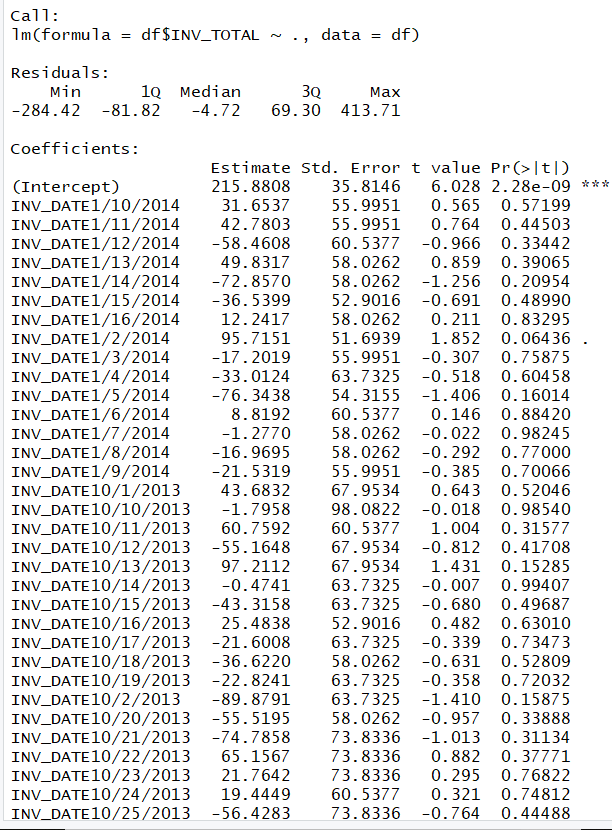 Call:
lm(formula = df$INV_TOTAL ~ ., data = df)
Residuals:
Min 1Q Median 3Q Max
-284.42 -81.82 -4.72 69.30 413.71
Coefficients:
Estimate Std. Error t value Pr(>|t|)
(Intercept) 215.8808 35.8146 6.028 2.28e-09 ***
INV_DATE1/10/2014 31.6537 55.9951 0.565 0.57199
INV_DATE1/11/2014 42.7803 55.9951 0.764 0.44503
INV_DATE1/12/2014 -58.4608 60.5377 -0.966 0.33442
INV_DATE1/13/2014 49.8317 58.0262 0.859 0.39065
INV_DATE1/14/2014 -72.8570 58.0262 -1.256 0.20954
INV_DATE1/15/2014 -36.5399 52.9016 -0.691 0.48990
INV_DATE1/16/2014 12.2417 58.0262 0.211 0.83295
INV_DATE1/2/2014 95.7151 51.6939 1.852 0.06436 .
INV_DATE1/3/2014 -17.2019 55.9951 -0.307 0.75875
INV_DATE1/4/2014 -33.0124 63.7325 -0.518 0.60458
INV_DATE1/5/2014 -76.3438 54.3155 -1.406 0.16014
INV_DATE1/6/2014 8.8192 60.5377 0.146 0.88420
INV_DATE1/7/2014 -1.2770 58.0262 -0.022 0.98245
INV_DATE1/8/2014 -16.9695 58.0262 -0.292 0.77000
INV_DATE1/9/2014 -21.5319 55.9951 -0.385 0.70066
INV_DATE10/1/2013 43.6832 67.9534 0.643 0.52046
INV_DATE10/10/2013 -1.7958 98.0822 -0.018 0.98540
INV_DATE10/11/2013 60.7592 60.5377 1.004 0.31577
INV_DATE10/12/2013 -55.1648 67.9534 -0.812 0.41708
INV_DATE10/13/2013 97.2112 67.9534 1.431 0.15285
INV_DATE10/14/2013 -0.4741 63.7325 -0.007 0.99407
INV_DATE10/15/2013 -43.3158 63.7325 -0.680 0.49687
INV_DATE10/16/2013 25.4838 52.9016 0.482 0.63010
INV_DATE10/17/2013 -21.6008 63.7325 -0.339 0.73473
INV_DATE10/18/2013 -36.6220 58.0262 -0.631 0.52809
INV_DATE10/19/2013 -22.8241 63.7325 -0.358 0.72032
INV_DATE10/2/2013 -89.8791 63.7325 -1.410 0.15875
INV_DATE10/20/2013 -55.5195 58.0262 -0.957 0.33888
INV_DATE10/21/2013 -74.7858 73.8336 -1.013 0.31134
INV_DATE10/22/2013 65.1567 73.8336 0.882 0.37771
INV_DATE10/23/2013 21.7642 73.8336 0.295 0.76822
INV_DATE10/24/2013 19.4449 60.5377 0.321 0.74812
INV_DATE10/25/2013 -56.4283 73.8336 -0.764 0.44488